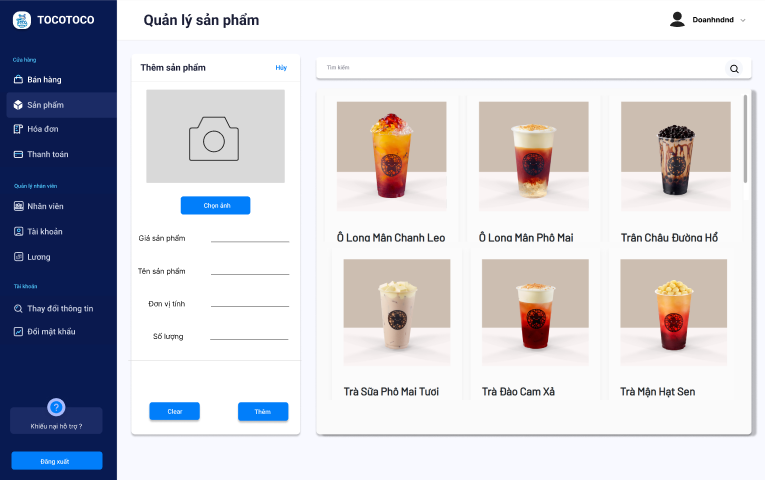 TOCOTOCO
Quản lý sản phẩm
Doanhndnd
Cửa hàng
Bán hàng
Sản phẩm
Hóa đơn
Thanh toán
Quản lý nhân viên
Nhân viên
Tài khoản
Lương
Tài khoản
Thay đổi thông tin
Đổi mật khẩu
?
Khiếu nại hỗ trợ ?
Đăng xuất
Thêm sản phẩm
Hủy
Chọn ảnh
Giá sản phẩm
Tên sản phẩm
Đơn vị tính
Số lượng
Clear
Thêm
Tìm kiếm
Ô Long Mận Chanh Leo
Ô Long Mận Phô Mai
Trân Châu Đường Hổ
Trà Sữa Phô Mai Tươi
Trà Đào Cam Xả
Trà Mận Hạt Sen